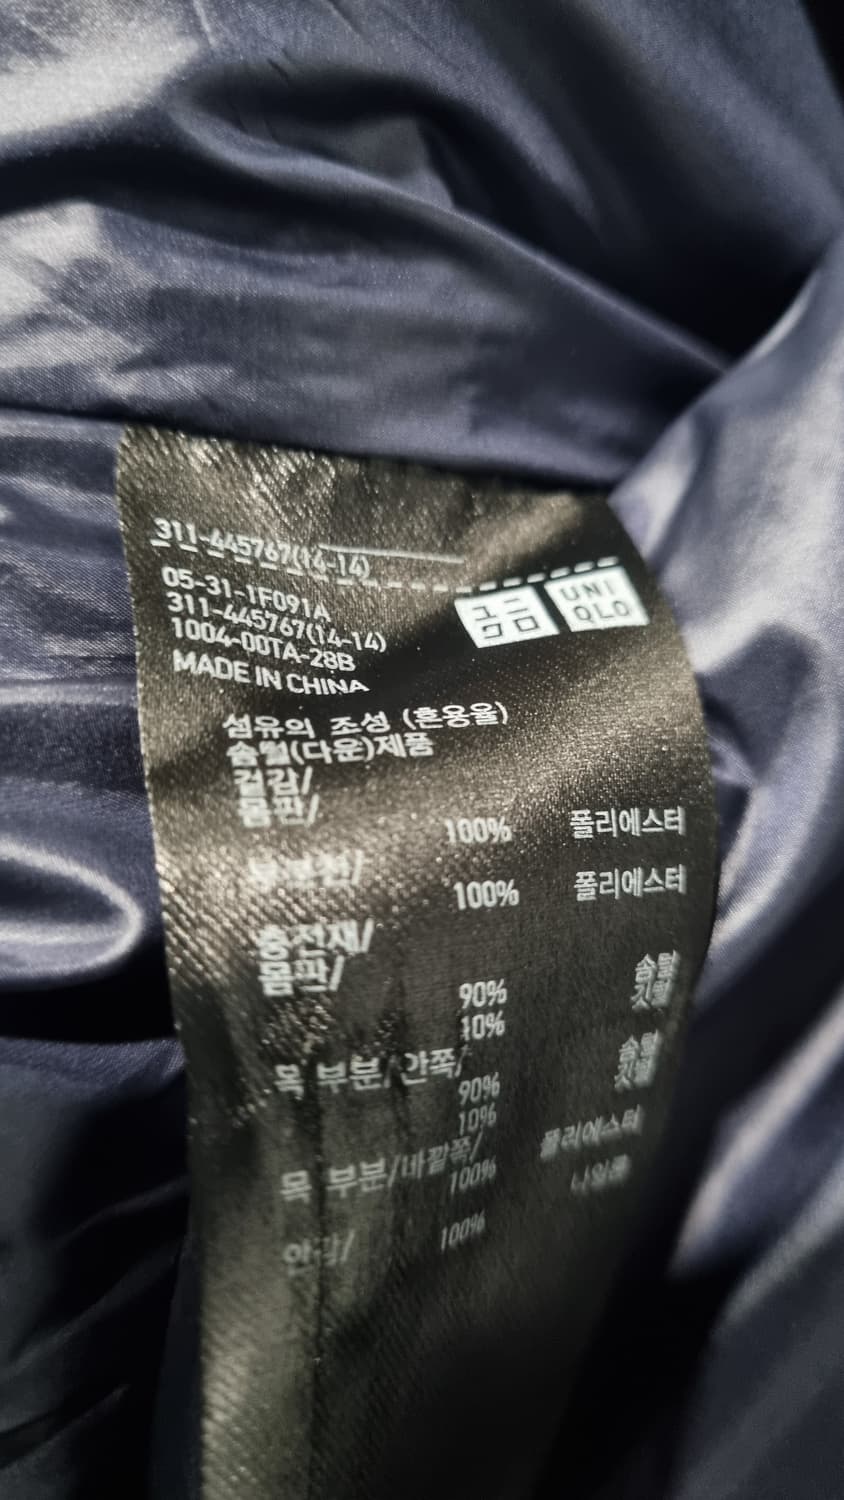 311-445767(14-14)
05-31-1F091A
311-445767(14-14)
1004-00TA-28B
MADE IN CHINA
유니클로
UNI
QLO
섬유의 조성 (혼용율)
솜털(다운)제품
겉감/
몸판/
100% 폴리에스터
100% 폴리에스터
충전재/
몸판/
90% 솜털
10% 깃털
목 부분/안쪽/
90% 솜털
10% 깃털
목 부분/바깥쪽/
100% 폴리에스터
안감/
100% 나일론